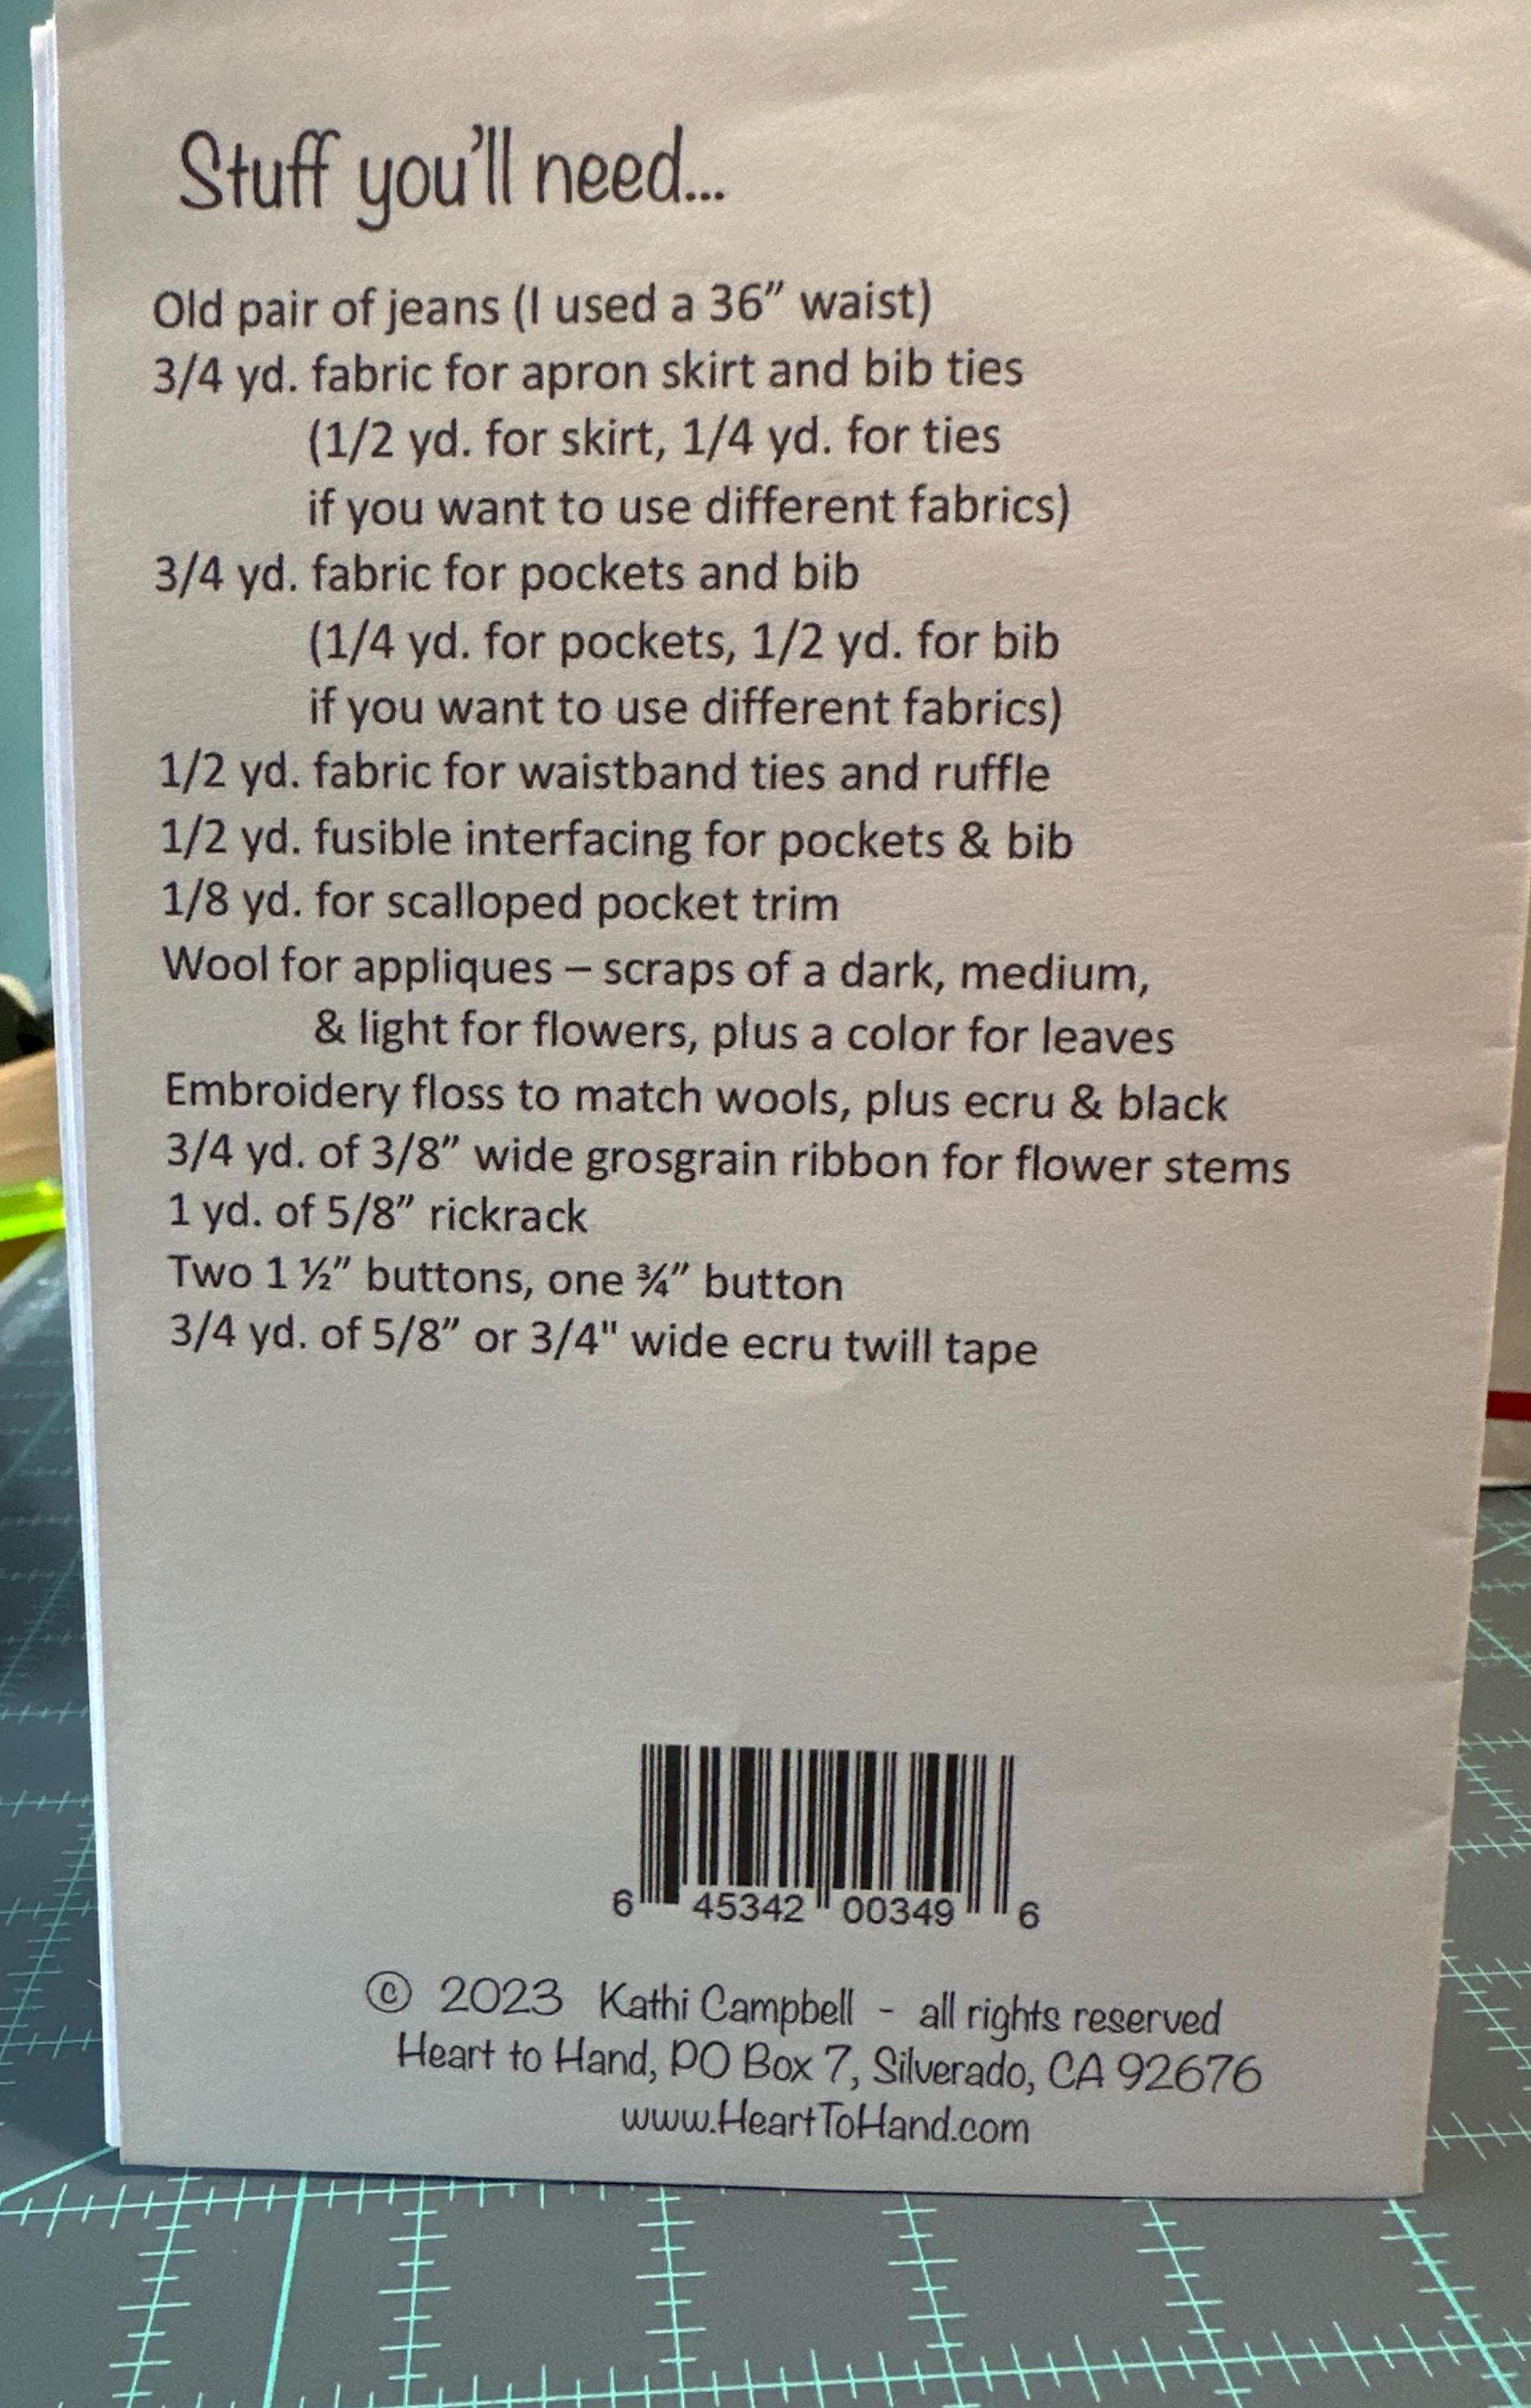 Stuff you'll need...
Old pair of jeans (I used a 36” waist)
3/4 yd. fabric for apron skirt and bib ties
(1/2 yd. for skirt, 1/4 yd. for ties
if you want to use different fabrics)
3/4 yd. fabric for pockets and bib
(1/4 yd. for pockets, 1/2 yd. for bib
if you want to use different fabrics)
1/2 yd. fabric for waistband ties and ruffle
1/2 yd. fusible interfacing for pockets & bib
1/8 yd. for scalloped pocket trim
Wool for appliques – scraps of a dark, medium,
& light for flowers, plus a color for leaves
Embroidery floss to match wools, plus ecru & black
3/4 yd. of 3/8” wide grosgrain ribbon for flower stems
1 yd. of 5/8” rickrack
Two 1 ½” buttons, one ¾” button
3/4 yd. of 5/8” or 3/4" wide ecru twill tape
6 45342 00349 6
© 2023 Kathi Campbell - all rights reserved
Heart to Hand, PO Box 7, Silverado, CA 92676
www.HeartToHand.com